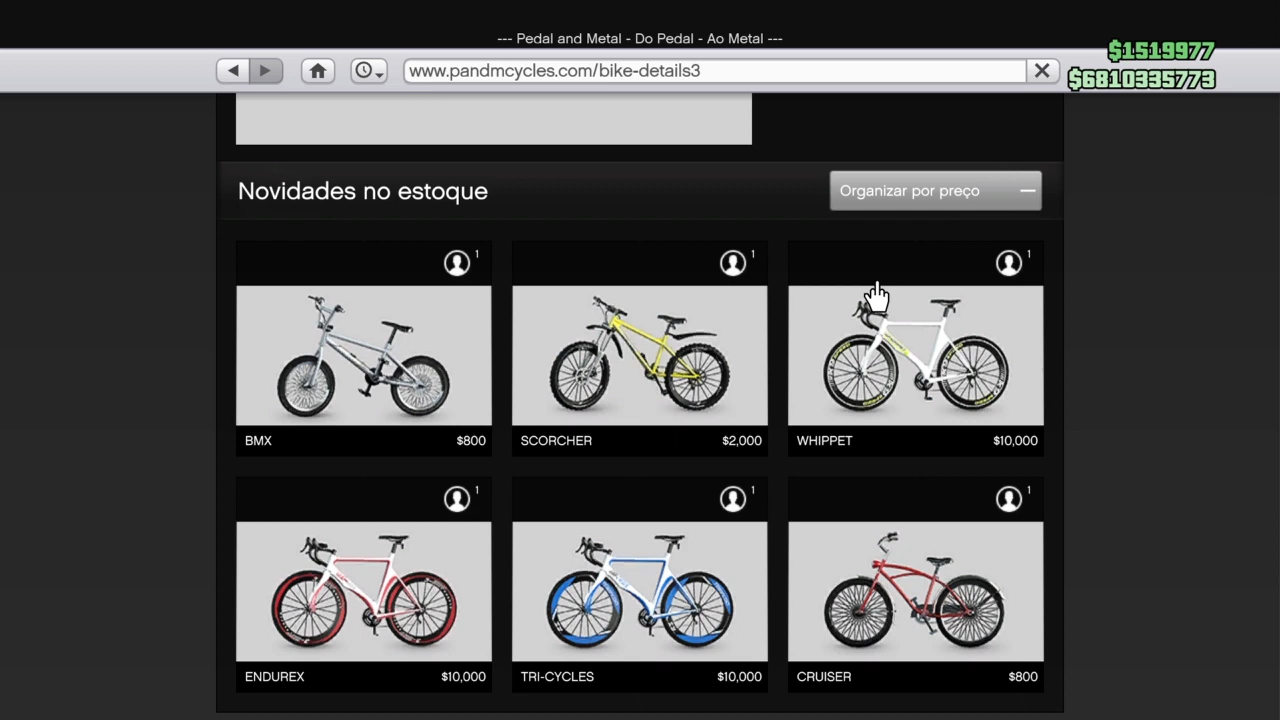 --- Pedal and Metal - Do Pedal - Ao Metal ---
$1519977
www.pandmcycles.com/bike-details3
$6810335773
Novidades no estoque
Organizar por preço
1
1
1
BMX $800
SCORCHER $2,000
WHIPPET $10,000
1
1
1
ENDUREX $10,000
TRI-CYCLES $10,000
CRUISER $800